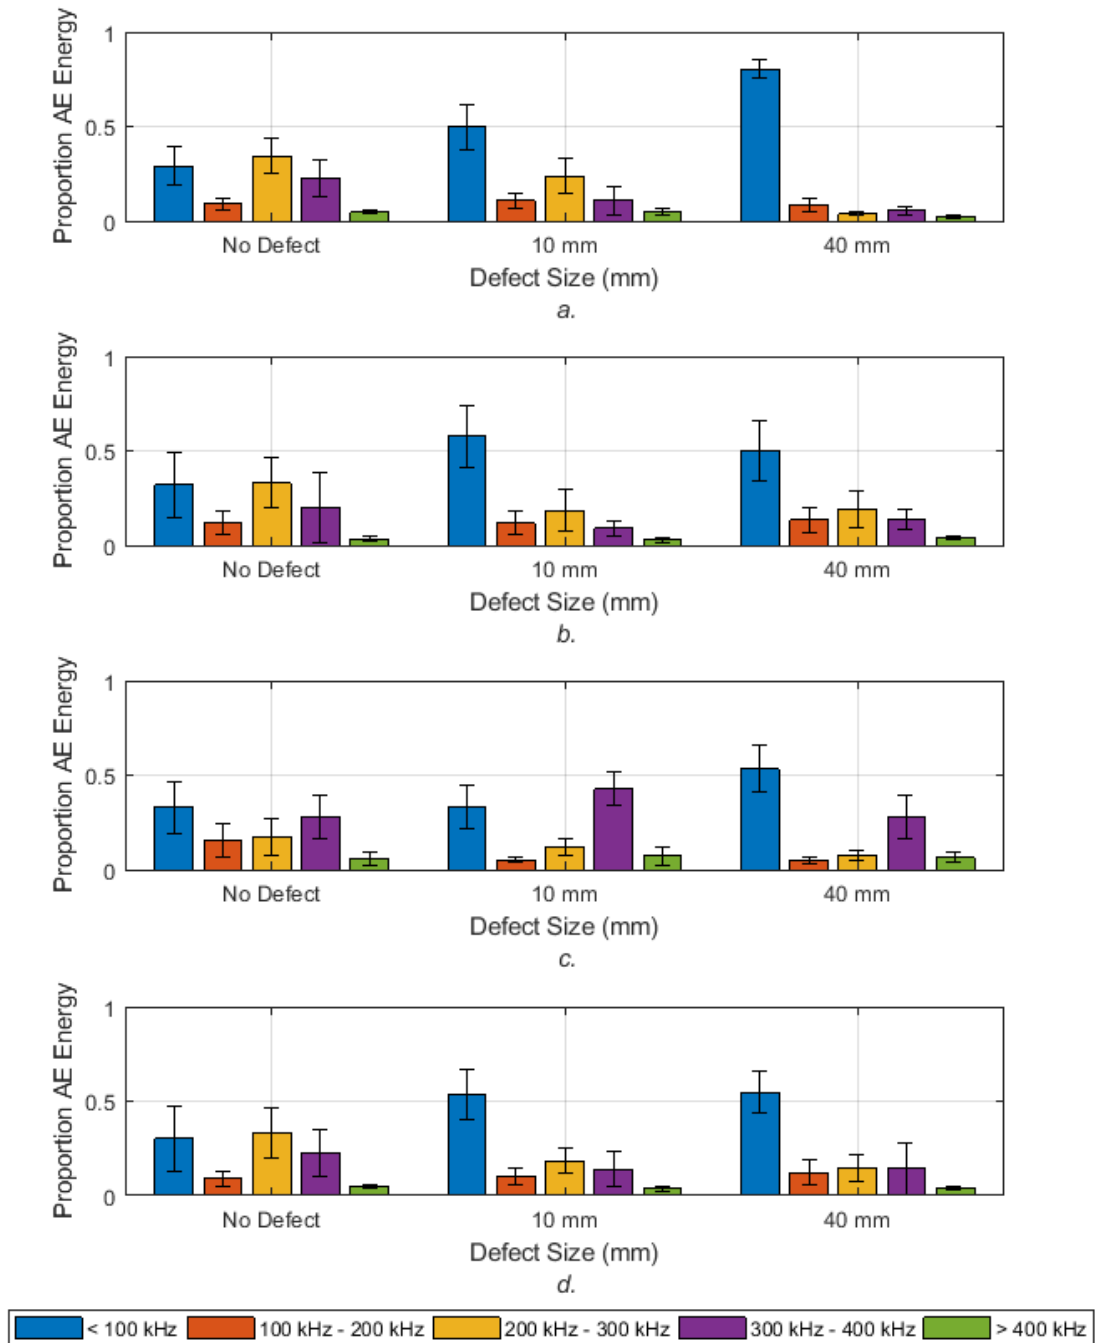 Proportion AE Energy
1
0.5
0
No Defect 10 mm 40 mm
Defect Size (mm)
a.
Proportion AE Energy
1
0.5
0
No Defect 10 mm 40 mm
Defect Size (mm)
b.
Proportion AE Energy
1
0.5
0
No Defect 10 mm 40 mm
Defect Size (mm)
c.
Proportion AE Energy
1
0.5
0
No Defect 10 mm 40 mm
Defect Size (mm)
d.
< 100 kHz 100 kHz - 200 kHz 200 kHz - 300 kHz 300 kHz - 400 kHz > 400 kHz